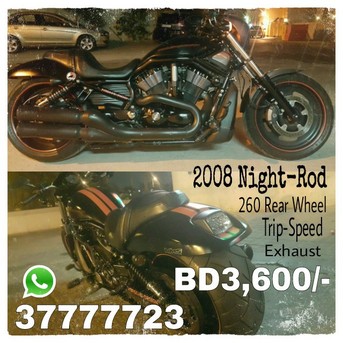 2008 Night-Rod
260 Rear Wheel
Trip-Speed
Exhaust
BD3,600/-
37777723